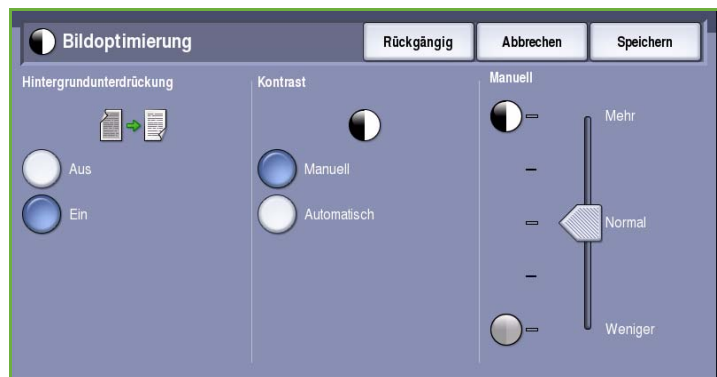 Bildoptimierung
Rückgängig
Abbrechen
Speichern
Hintergrundunterdrückung
Aus
Ein
Kontrast
Manuell
Automatisch
Manuell
Mehr
Normal
Weniger